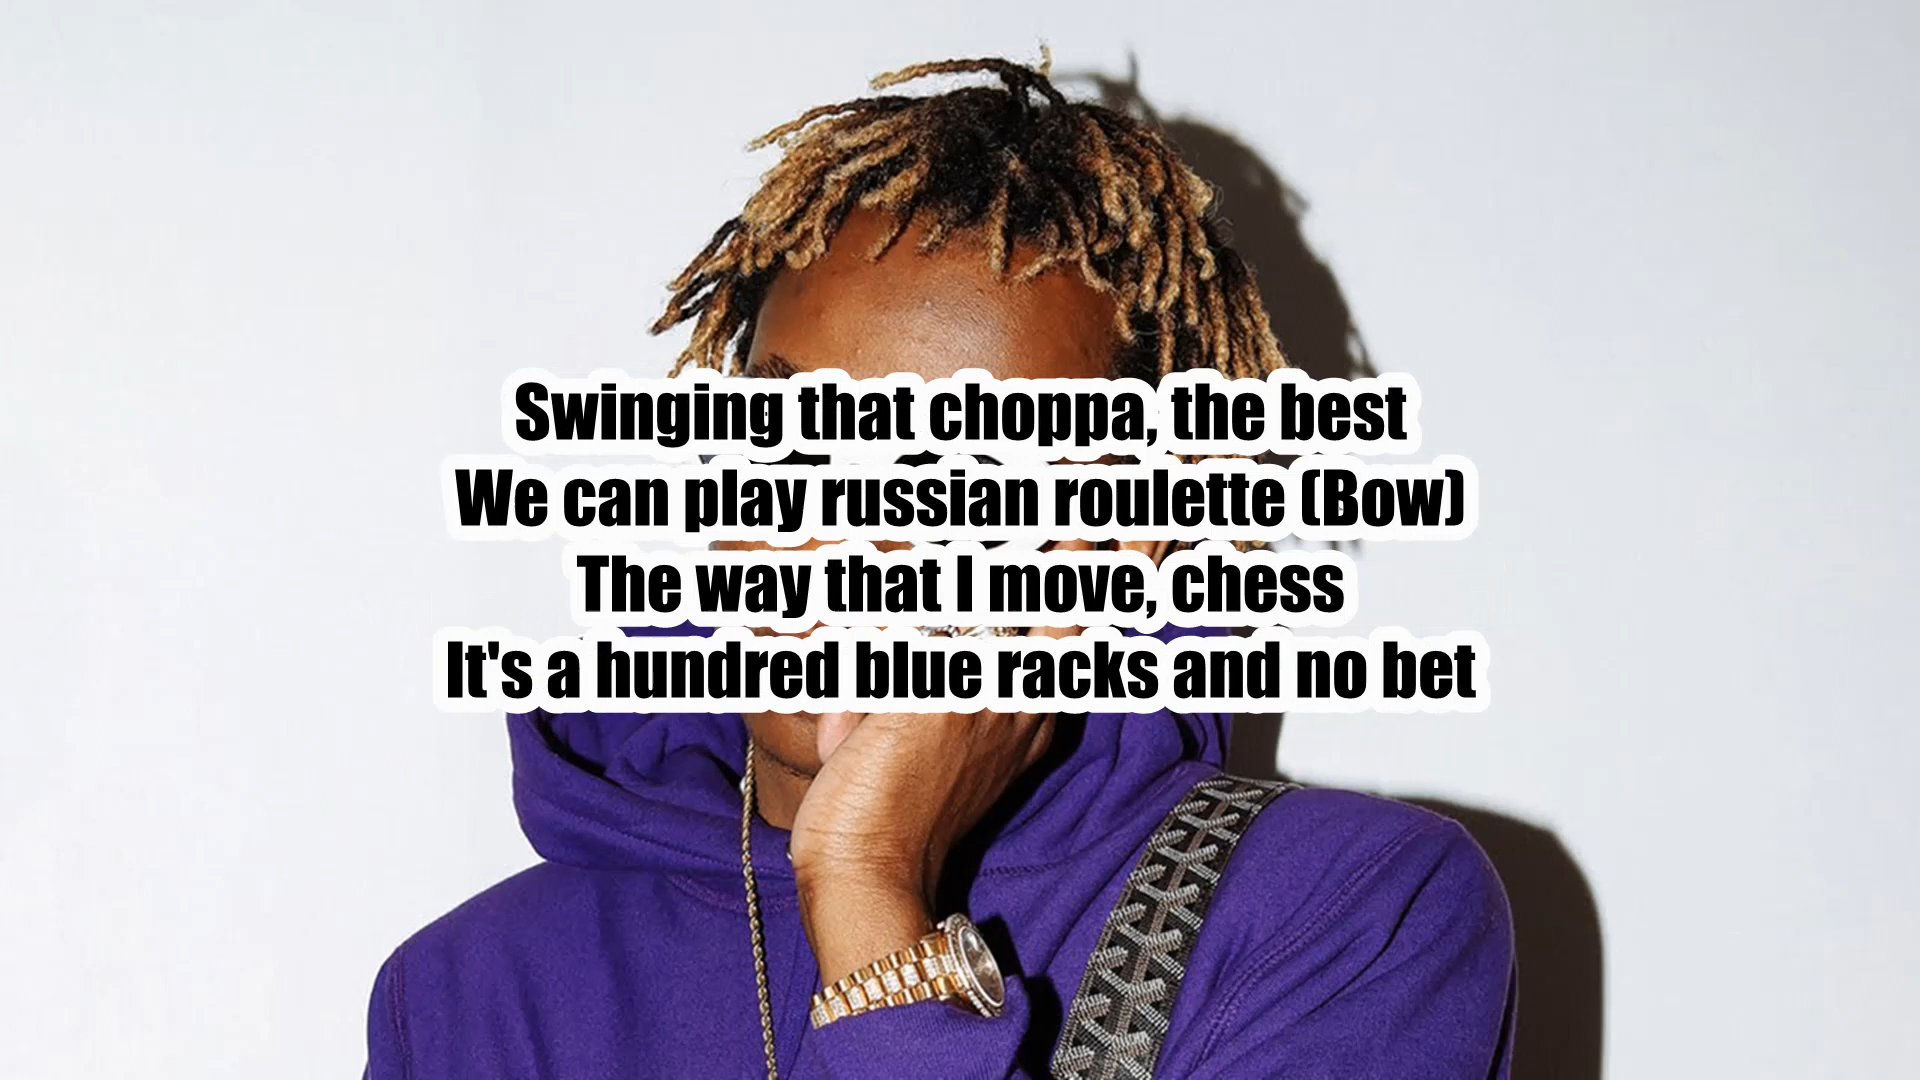 Swinging that choppa, the best
We can play russian roulette (Bow)
The way that I move, chess
It's a hundred blue racks and no bet